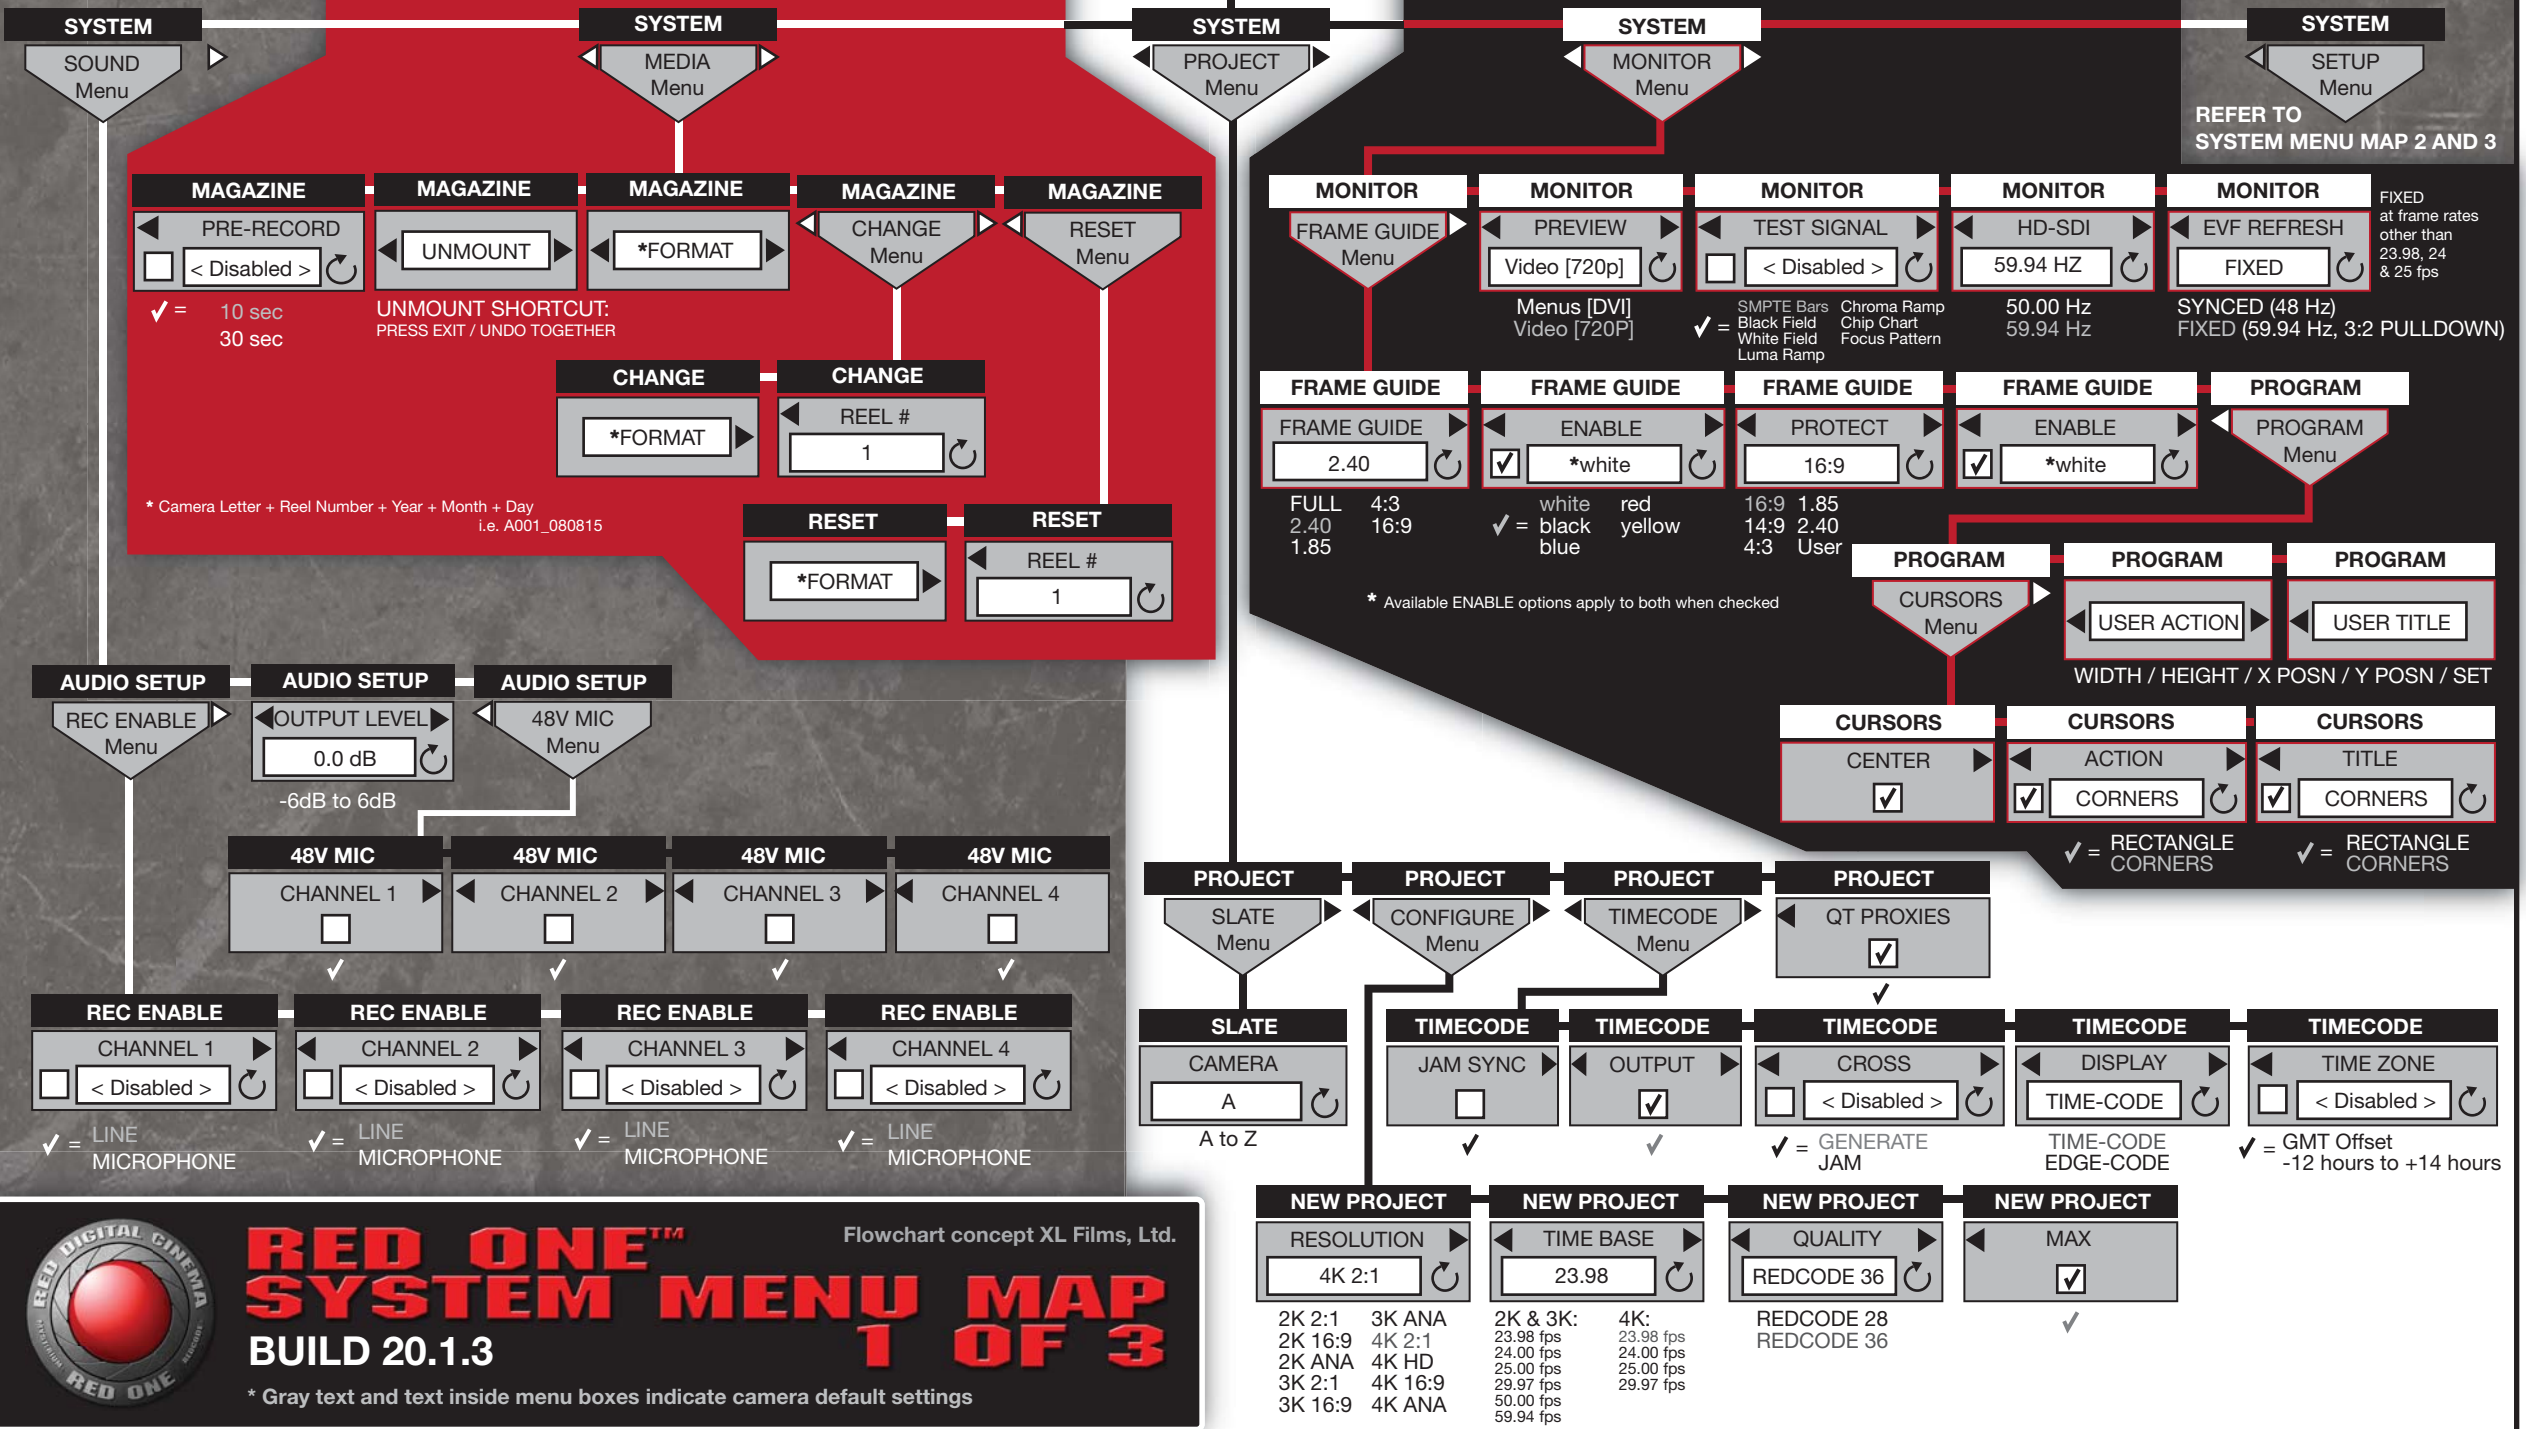 SYSTEM
SOUND
Menu
SYSTEM
MEDIA
Menu
SYSTEM
PROJECT
Menu
SYSTEM
MONITOR
Menu
SYSTEM
SETUP
Menu
REFER TO
SYSTEM MENU MAP 2 AND 3
MAGAZINE
PRE-RECORD
< Disabled >
=
10 sec
30 sec
MAGAZINE
UNMOUNT
UNMOUNT SHORTCUT:
PRESS EXIT / UNDO TOGETHER
MAGAZINE
*FORMAT
MAGAZINE
CHANGE
Menu
MAGAZINE
RESET
Menu
CHANGE
*FORMAT
CHANGE
REEL #
1
* Camera Letter + Reel Number + Year + Month + Day
i.e. A001_080815
RESET
*FORMAT
RESET
REEL #
1
MONITOR
FRAME GUIDE
Menu
MONITOR
PREVIEW
Video [720p]
Menus [DVI]
Video [720P]
MONITOR
TEST SIGNAL
< Disabled >
=
SMPTE Bars
Black Field
White Field
Luma Ramp
Chroma Ramp
Chip Chart
Focus Pattern
MONITOR
HD-SDI
59.94 HZ
50.00 Hz
59.94 Hz
MONITOR
EVF REFRESH
FIXED
SYNCED (48 Hz)
FIXED (59.94 Hz, 3:2 PULLDOWN)
FIXED
at frame rates
other than
23.98, 24
& 25 fps
FRAME GUIDE
FRAME GUIDE
2.40
FULL 4:3
2.40 16:9
1.85
FRAME GUIDE
ENABLE
*white
white red
= black yellow
blue
FRAME GUIDE
PROTECT
16:9
16:9 1.85
14:9 2.40
4:3 User
FRAME GUIDE
ENABLE
*white
PROGRAM
PROGRAM
Menu
* Available ENABLE options apply to both when checked
PROGRAM
CURSORS
Menu
PROGRAM
USER ACTION
PROGRAM
USER TITLE
WIDTH / HEIGHT / X POSN / Y POSN / SET
CURSORS
CENTER
CURSORS
ACTION
CORNERS
= RECTANGLE
CORNERS
CURSORS
TITLE
CORNERS
= RECTANGLE
CORNERS
AUDIO SETUP
REC ENABLE
Menu
AUDIO SETUP
OUTPUT LEVEL
0.0 dB
-6dB to 6dB
AUDIO SETUP
48V MIC
Menu
48V MIC
CHANNEL 1
48V MIC
CHANNEL 2
48V MIC
CHANNEL 3
48V MIC
CHANNEL 4
REC ENABLE
CHANNEL 1
< Disabled >
= LINE
MICROPHONE
REC ENABLE
CHANNEL 2
< Disabled >
= LINE
MICROPHONE
REC ENABLE
CHANNEL 3
< Disabled >
= LINE
MICROPHONE
REC ENABLE
CHANNEL 4
< Disabled >
= LINE
MICROPHONE
PROJECT
SLATE
Menu
PROJECT
CONFIGURE
Menu
PROJECT
TIMECODE
Menu
PROJECT
QT PROXIES
SLATE
CAMERA
A
A to Z
TIMECODE
JAM SYNC
TIMECODE
OUTPUT
TIMECODE
CROSS
< Disabled >
= GENERATE
JAM
TIMECODE
DISPLAY
TIME-CODE
TIME-CODE
EDGE-CODE
TIMECODE
TIME ZONE
< Disabled >
= GMT Offset
-12 hours to +14 hours
NEW PROJECT
RESOLUTION
4K 2:1
2K 2:1 3K ANA
2K 16:9 4K 2:1
2K ANA 4K HD
3K 2:1 4K 16:9
3K 16:9 4K ANA
NEW PROJECT
TIME BASE
23.98
2K & 3K:
23.98 fps
24.00 fps
25.00 fps
29.97 fps
50.00 fps
59.94 fps
4K:
23.98 fps
24.00 fps
25.00 fps
29.97 fps
NEW PROJECT
QUALITY
REDCODE 36
REDCODE 28
REDCODE 36
NEW PROJECT
MAX
RED DIGITAL CINEMA
MYSTERIUM
REDCODE
RED ONE
RED ONE™
SYSTEM MENU MAP
1 OF 3
Flowchart concept XL Films, Ltd.
BUILD 20.1.3
* Gray text and text inside menu boxes indicate camera default settings